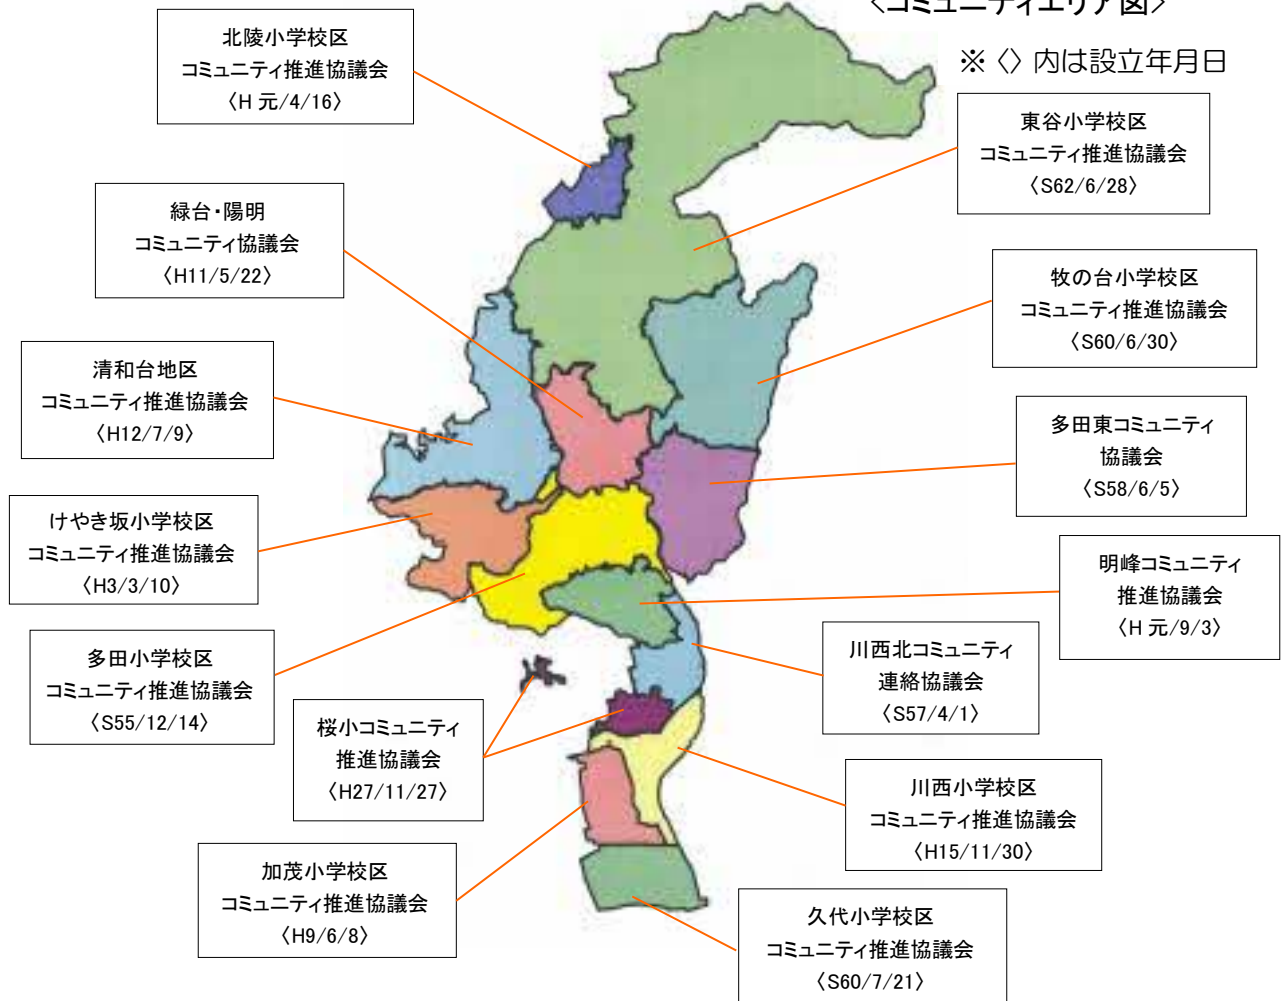 〈コミュニティエリア図〉
※ 〈〉 内は設立年月日
北陵小学校区
コミュニティ推進協議会
〈H 元/4/16〉
東谷小学校区
コミュニティ推進協議会
〈S62/6/28〉
緑台・陽明
コミュニティ協議会
〈H11/5/22〉
牧の台小学校区
コミュニティ推進協議会
〈S60/6/30〉
清和台地区
コミュニティ推進協議会
〈H12/7/9〉
多田東コミュニティ
協議会
〈S58/6/5〉
けやき坂小学校区
コミュニティ推進協議会
〈H3/3/10〉
明峰コミュニティ
推進協議会
〈H 元/9/3〉
多田小学校区
コミュニティ推進協議会
〈S55/12/14〉
川西北コミュニティ
連絡協議会
〈S57/4/1〉
桜小コミュニティ
推進協議会
〈H27/11/27〉
川西小学校区
コミュニティ推進協議会
〈H15/11/30〉
加茂小学校区
コミュニティ推進協議会
〈H9/6/8〉
久代小学校区
コミュニティ推進協議会
〈S60/7/21〉